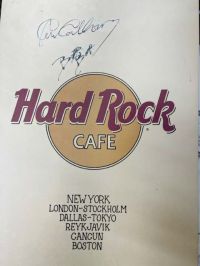 Hard Rock
CAFE
®
NEW YORK
LONDON-STOCKHOLM
DALLAS-TOKYO
REYKJAVIK
CANCUN
BOSTON